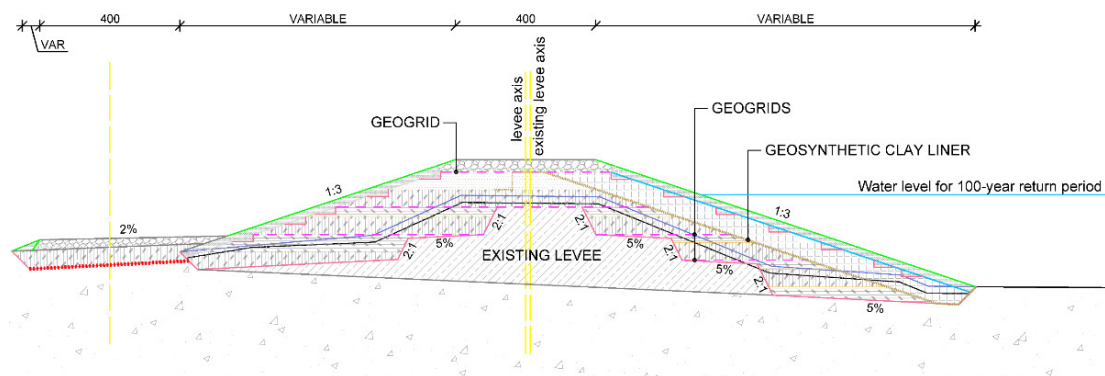 400
VARIABLE
400
VARIABLE
VAR
levee axis
existing levee axis
GEOGRID
GEOGRIDS
GEOSYNTHETIC CLAY LINER
Water level for 100-year return period
1:3
1:3
2%
2:1
2:1
5%
5%
2:1
2:1
EXISTING LEVEE
5%
2:1
5%